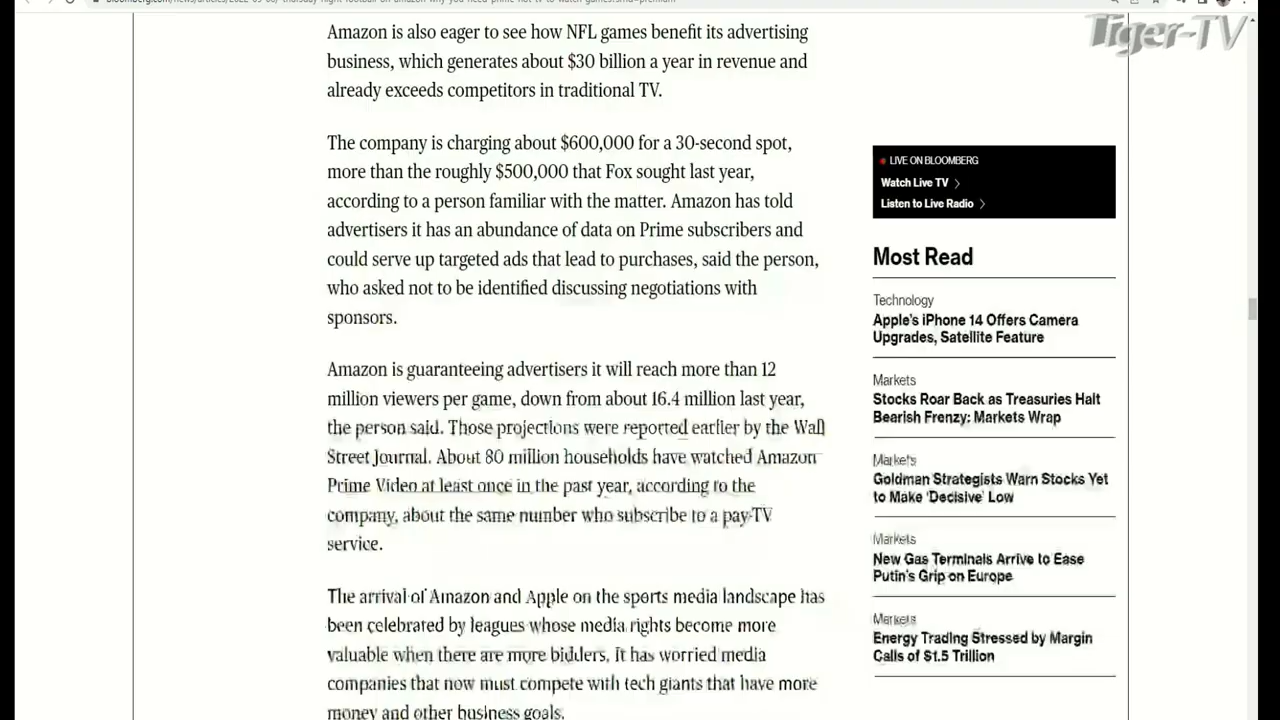 Tiger-TV
Amazon is also eager to see how NFL games benefit its advertising
business, which generates about $30 billion a year in revenue and
already exceeds competitors in traditional TV.
The company is charging about $600,000 for a 30-second spot,
more than the roughly $500,000 that Fox sought last year,
according to a person familiar with the matter. Amazon has told
advertisers it has an abundance of data on Prime subscribers and
could serve up targeted ads that lead to purchases, said the person,
who asked not to be identified discussing negotiations with
sponsors.
Amazon is guaranteeing advertisers it will reach more than 12
million viewers per game, down from about 16.4 million last year,
the person said. Those projections were reported earlier by the Wall
Street Journal. About 80 million households have watched Amazon
Prime Video at least once in the past year, according to the
company, about the same number who subscribe to a pay-TV
service.
The arrival of Amazon and Apple on the sports media landscape has
been celebrated by leagues whose media rights become more
valuable when there are more bidders. It has worried media
companies that now must compete with tech giants that have more
money and other business goals.
LIVE ON BLOOMBERG
Watch Live TV
Listen to Live Radio
Most Read
Technology
Apple's iPhone 14 Offers Camera
Upgrades, Satellite Feature
Markets
Stocks Roar Back as Treasuries Halt
Bearish Frenzy: Markets Wrap
Markets
Goldman Strategists Warn Stocks Yet
to Make 'Decisive' Low
Markets
New Gas Terminals Arrive to Ease
Putin's Grip on Europe
Markets
Energy Trading Stressed by Margin
Calls of $1.5 Trillion